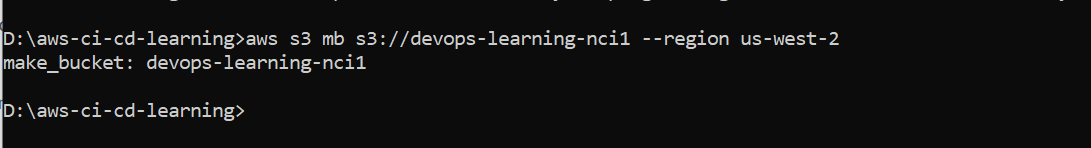 D:\aws-ci-cd-learning>aws s3 mb s3://devops-learning-nci1 --region us-west-2
make_bucket: devops-learning-nci1
D:\aws-ci-cd-learning>